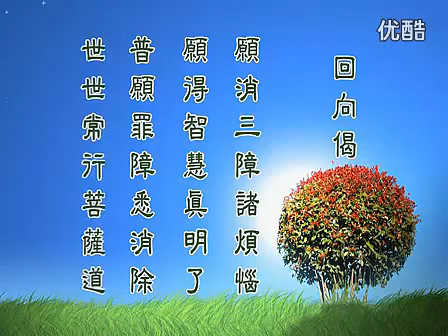 优酷
回向偈
願消三障諸煩惱
願得智慧真明了
普願罪障悉消除
世世常行菩薩道